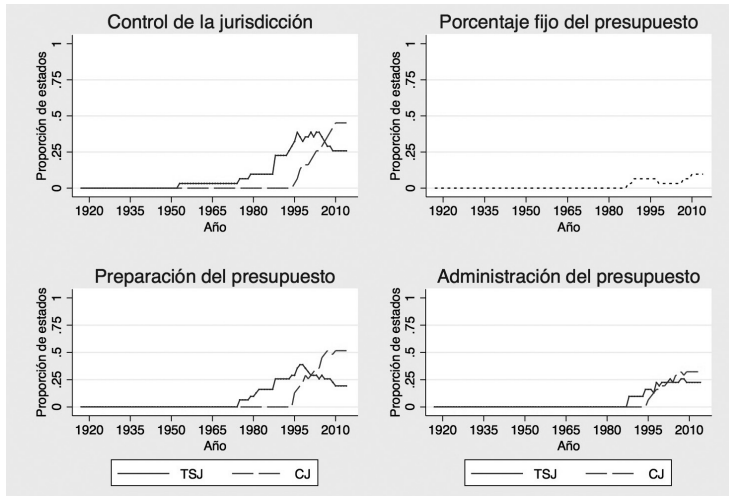 Control de la jurisdicción
Proporción de estados
1
.75
.5
.25
0
1920 1935 1950 1965 1980 1995 2010
Año
Porcentaje fijo del presupuesto
Proporción de estados
1
.75
.5
.25
0
1920 1935 1950 1965 1980 1995 2010
Año
Preparación del presupuesto
Proporción de estados
1
.75
.5
.25
0
1920 1935 1950 1965 1980 1995 2010
Año
TSJ CJ
Administración del presupuesto
Proporción de estados
1
.75
.5
.25
0
1920 1935 1950 1965 1980 1995 2010
Año
TSJ CJ